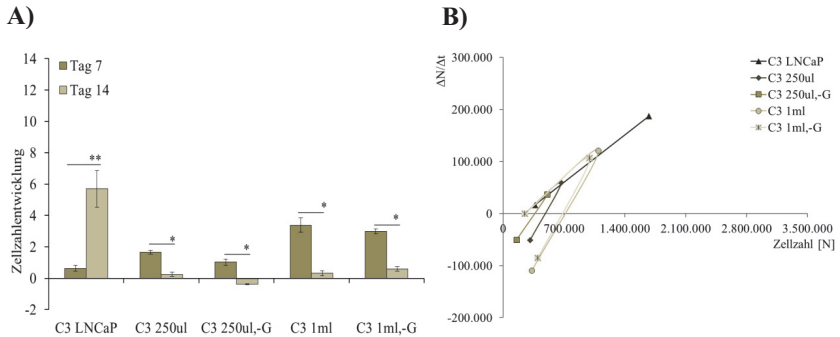 A)
14
12
10
8
6
4
2
0
-2
Zellzahlentwicklung
Tag 7
Tag 14
**
*
*
*
*
C3 LNCaP C3 250ul C3 250ul,-G C3 1ml C3 1ml,-G
B)
ΔN/Δt
300.000
200.000
100.000
0
-100.000
-200.000
0 700.000 1.400.000 2.100.000 2.800.000 3.500.000
Zellzahl [N]
C3 LNCaP
C3 250ul
C3 250ul,-G
C3 1ml
C3 1ml,-G